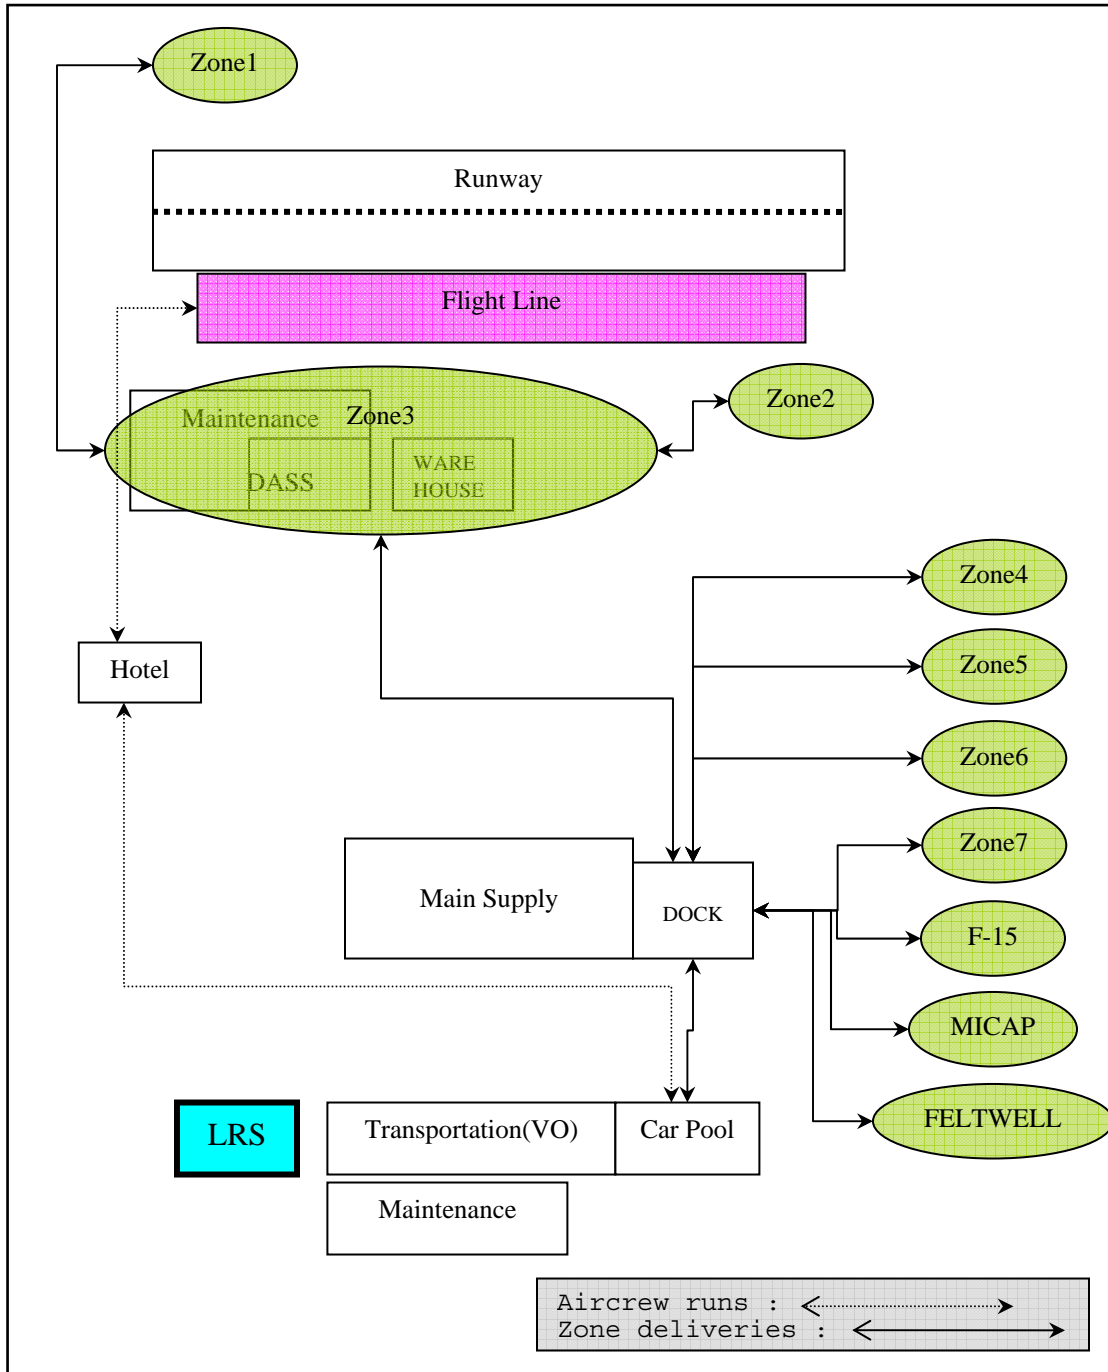 Zone1
Runway
Flight Line
Maintenance
Zone3
Zone2
DASS
WARE
HOUSE
Zone4
Hotel
Zone5
Zone6
Zone7
Main Supply
DOCK
F-15
MICAP
FELTWELL
LRS
Transportation(VO)
Car Pool
Maintenance
Aircrew runs :
Zone deliveries :